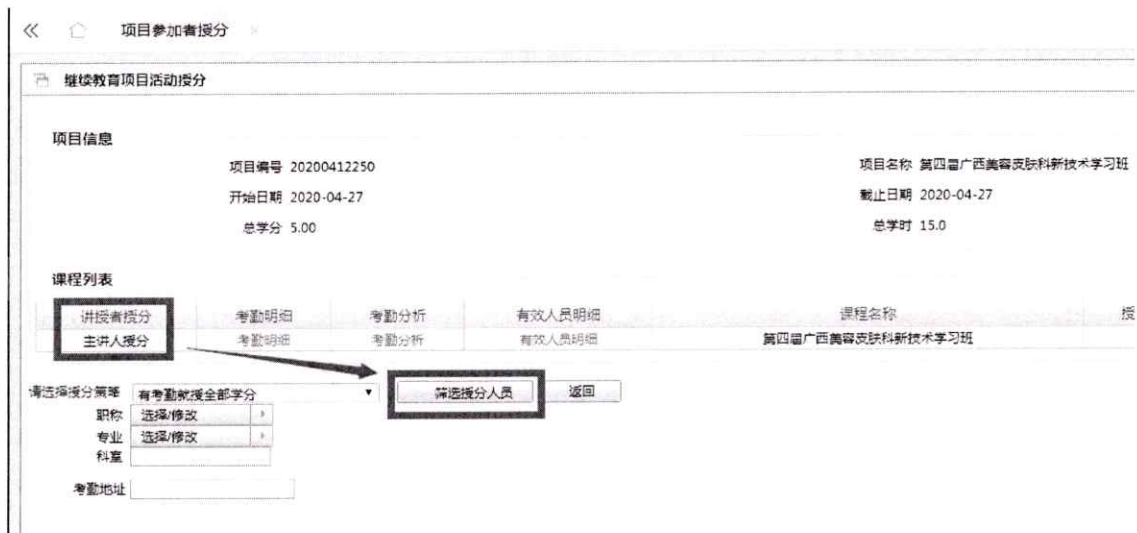 项目参加者授分
继续教育项目活动授分
项目信息
项目编号 20200412250 项目名称 第四届广西美容皮肤科新技术学习班
开始日期 2020-04-27 截止日期 2020-04-27
总学分 5.00 总学时 15.0
课程列表
讲授者授分 考勤明细 考勤分析 有效人员明细 课程名称 授
主讲人授分 考勤明细 考勤分析 有效人员明细 第四届广西美容皮肤科新技术学习班
请选择授分策略 有考勤就授全部学分 筛选授分人员 返回
职称 选择/修改
专业 选择/修改
科室
考勤地址